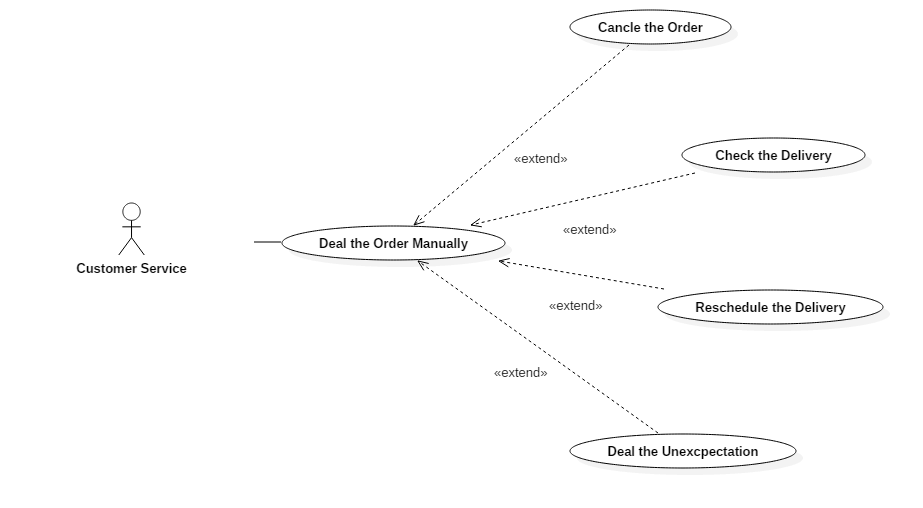 Cancle the Order
«extend»
Check the Delivery
«extend»
Deal the Order Manually
Customer Service
«extend»
Reschedule the Delivery
«extend»
Deal the Unexcpectation